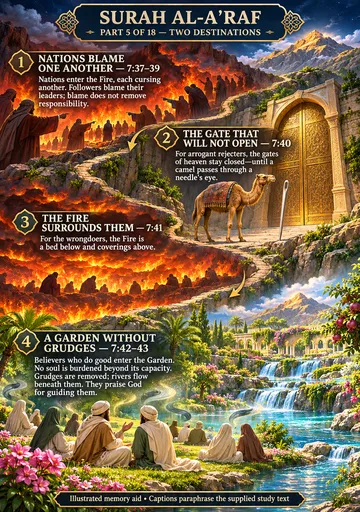 SURAH AL-A'RAF
PART 5 OF 18 — TWO DESTINATIONS
1
NATIONS BLAME
ONE ANOTHER — 7:37–39
Nations enter the Fire, each cursing
another. Followers blame their
leaders; blame does not remove
responsibility.
2
THE GATE THAT
WILL NOT OPEN — 7:40
For arrogant rejecters, the gates
of heaven stay closed—until a
camel passes through a
needle's eye.
3
THE FIRE
SURROUNDS THEM — 7:41
For the wrongdoers, the Fire is
a bed below and coverings above.
4
A GARDEN WITHOUT
GRUDGES — 7:42–43
Believers who do good enter the Garden.
No soul is burdened beyond its capacity.
Grudges are removed; rivers flow
beneath them. They praise God
for guiding them.
Illustrated memory aid • Captions paraphrase the supplied study text